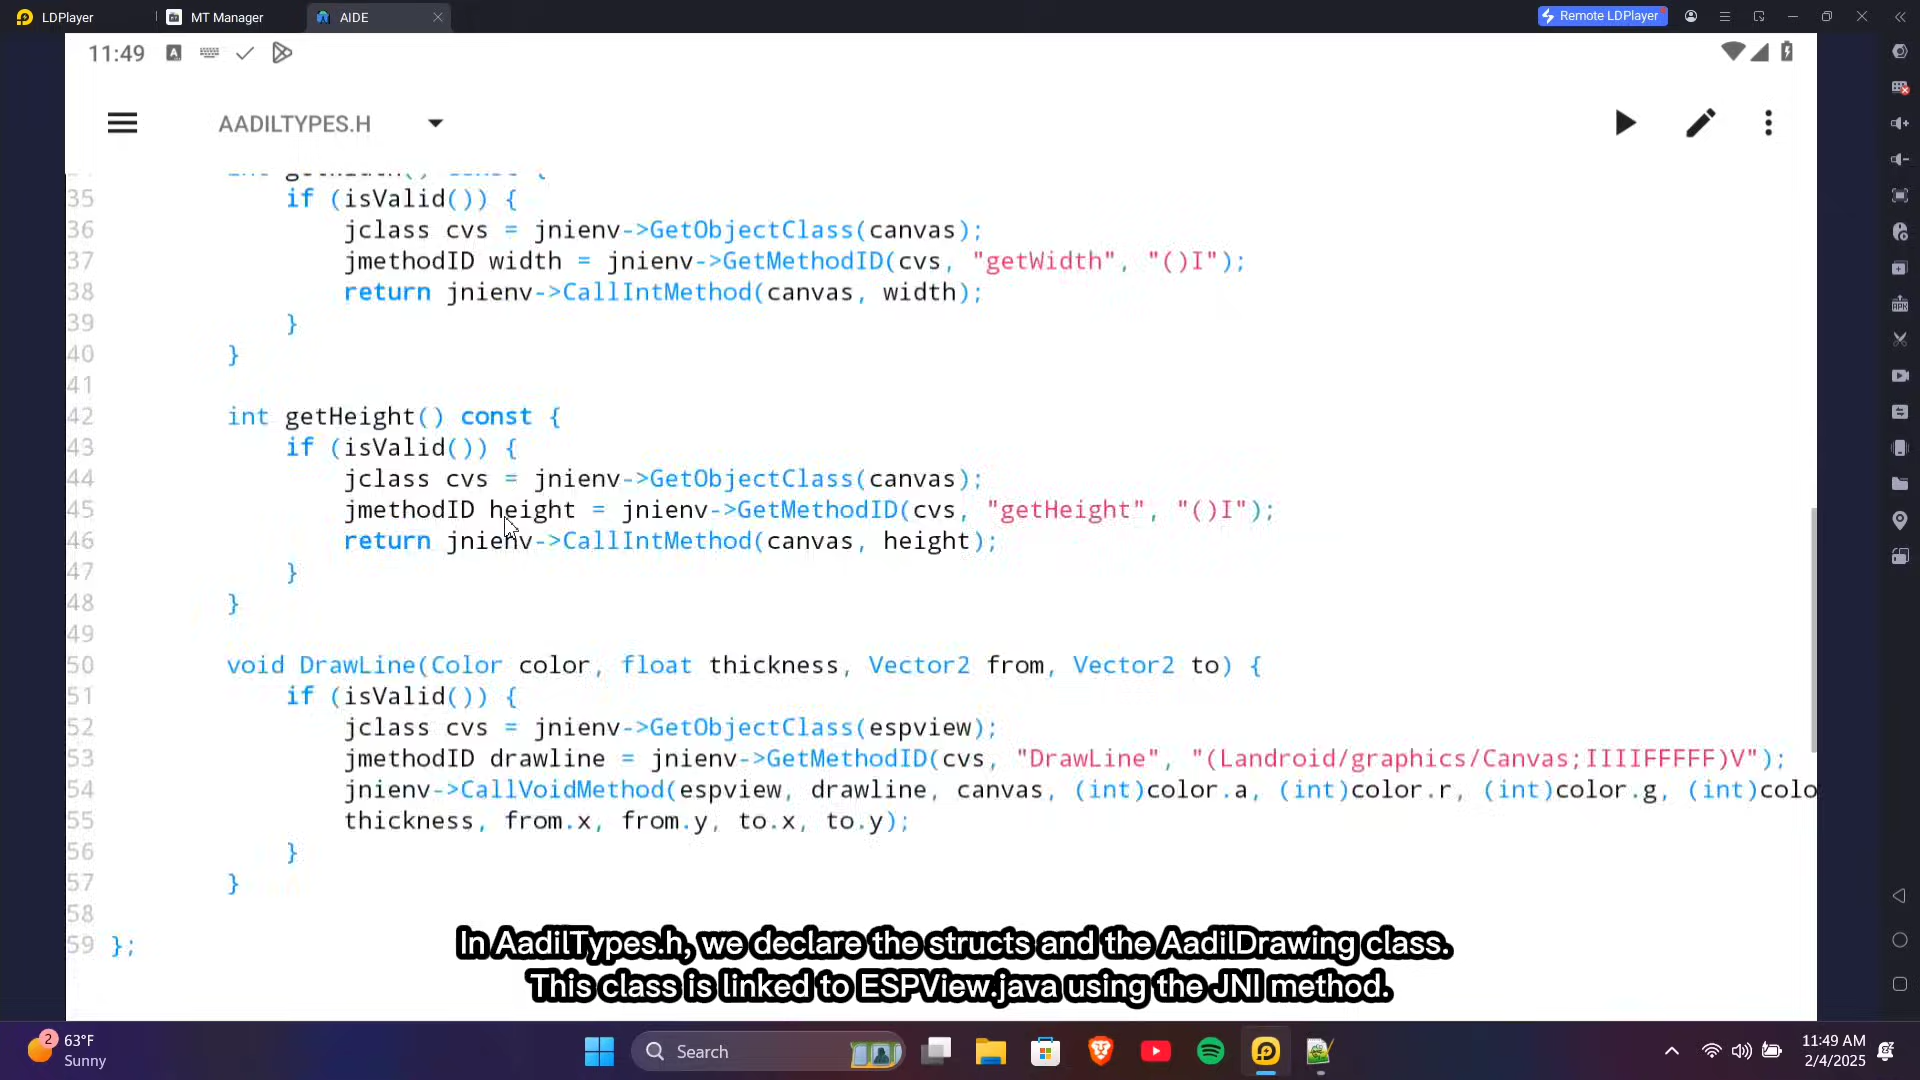 LDPlayer
MT Manager
AIDE
Remote LDPlayer
11:49
AADILTYPES.H
35 if (isValid()) {
36 jclass cvs = jnienv->GetObjectClass(canvas);
37 jmethodID width = jnienv->GetMethodID(cvs, "getWidth", "()I");
38 return jnienv->CallIntMethod(canvas, width);
39 }
40 }
41
42 int getHeight() const {
43 if (isValid()) {
44 jclass cvs = jnienv->GetObjectClass(canvas);
45 jmethodID height = jnienv->GetMethodID(cvs, "getHeight", "()I");
46 return jnienv->CallIntMethod(canvas, height);
47 }
48 }
49
50 void DrawLine(Color color, float thickness, Vector2 from, Vector2 to) {
51 if (isValid()) {
52 jclass cvs = jnienv->GetObjectClass(espview);
53 jmethodID drawline = jnienv->GetMethodID(cvs, "DrawLine", "(Landroid/graphics/Canvas;IIIIFFFFF)V");
54 jnienv->CallVoidMethod(espview, drawline, canvas, (int)color.a, (int)color.r, (int)color.g, (int)colo
55 thickness, from.x, from.y, to.x, to.y);
56 }
57 }
58
59 };
In AadilTypes.h, we declare the structs and the AadilDrawing class.
This class is linked to ESPView.java using the JNI method.
2
63°F
Sunny
Search
11:49 AM
2/4/2025